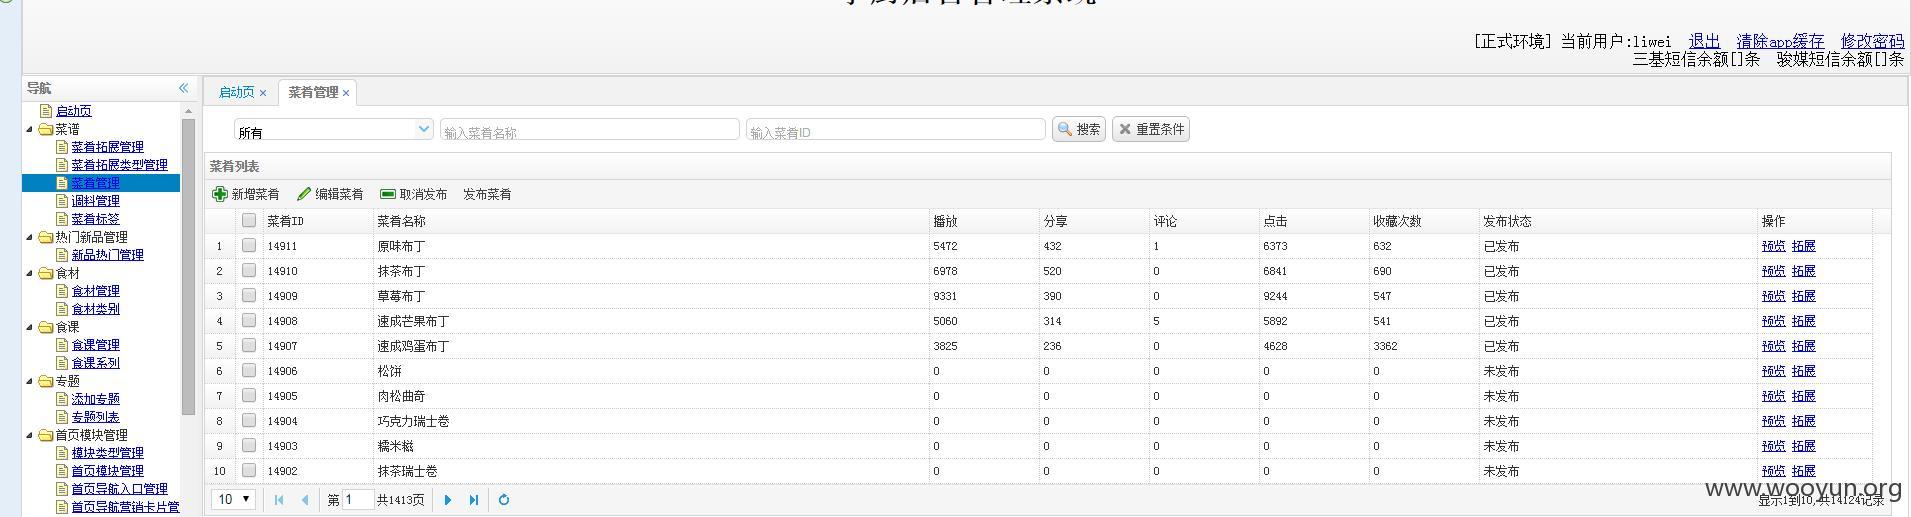 [正式环境] 当前用户:liwei 退出 清除app缓存 修改密码
三基短信余额[]条 骏媒短信余额[]条
导航
启动页
菜谱
菜肴拓展管理
菜肴拓展类型管理
菜肴管理
调料管理
菜肴标签
热门新品管理
新品热门管理
食材
食材管理
食材类别
食课
食课管理
食课系列
专题
添加专题
专题列表
首页模块管理
模块类型管理
首页模块管理
首页导航入口管理
首页导航营销卡片管
启动页 菜肴管理
所有 输入菜肴名称 输入菜肴ID 搜索 重置条件
菜肴列表
新增菜肴 编辑菜肴 取消发布 发布菜肴
菜肴ID 菜肴名称 播放 分享 评论 点击 收藏次数 发布状态 操作
1 14911 原味布丁 5472 432 1 6373 632 已发布 预览 拓展
2 14910 抹茶布丁 6978 520 0 6841 690 已发布 预览 拓展
3 14909 草莓布丁 9331 390 0 9244 547 已发布 预览 拓展
4 14908 速成芒果布丁 5060 314 5 5892 541 已发布 预览 拓展
5 14907 速成鸡蛋布丁 3825 236 0 4628 3362 已发布 预览 拓展
6 14906 松饼 0 0 0 0 0 未发布 预览 拓展
7 14905 肉松曲奇 0 0 0 0 0 未发布 预览 拓展
8 14904 巧克力瑞士卷 0 0 0 0 0 未发布 预览 拓展
9 14903 糯米糍 0 0 0 0 0 未发布 预览 拓展
10 14902 抹茶瑞士卷 0 0 0 0 0 未发布 预览 拓展
10 第 1 共1413页
显示1到10,共14124记录
www.wooyun.org